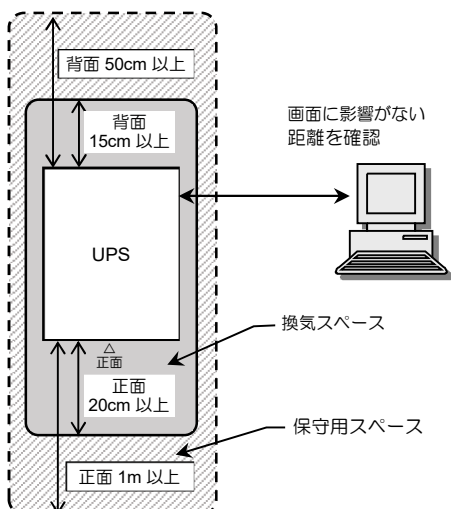 背面 50cm 以上
背面
15cm 以上
画面に影響がない
距離を確認
UPS
換気スペース
△
正面
正面
20cm 以上
保守用スペース
正面 1m 以上